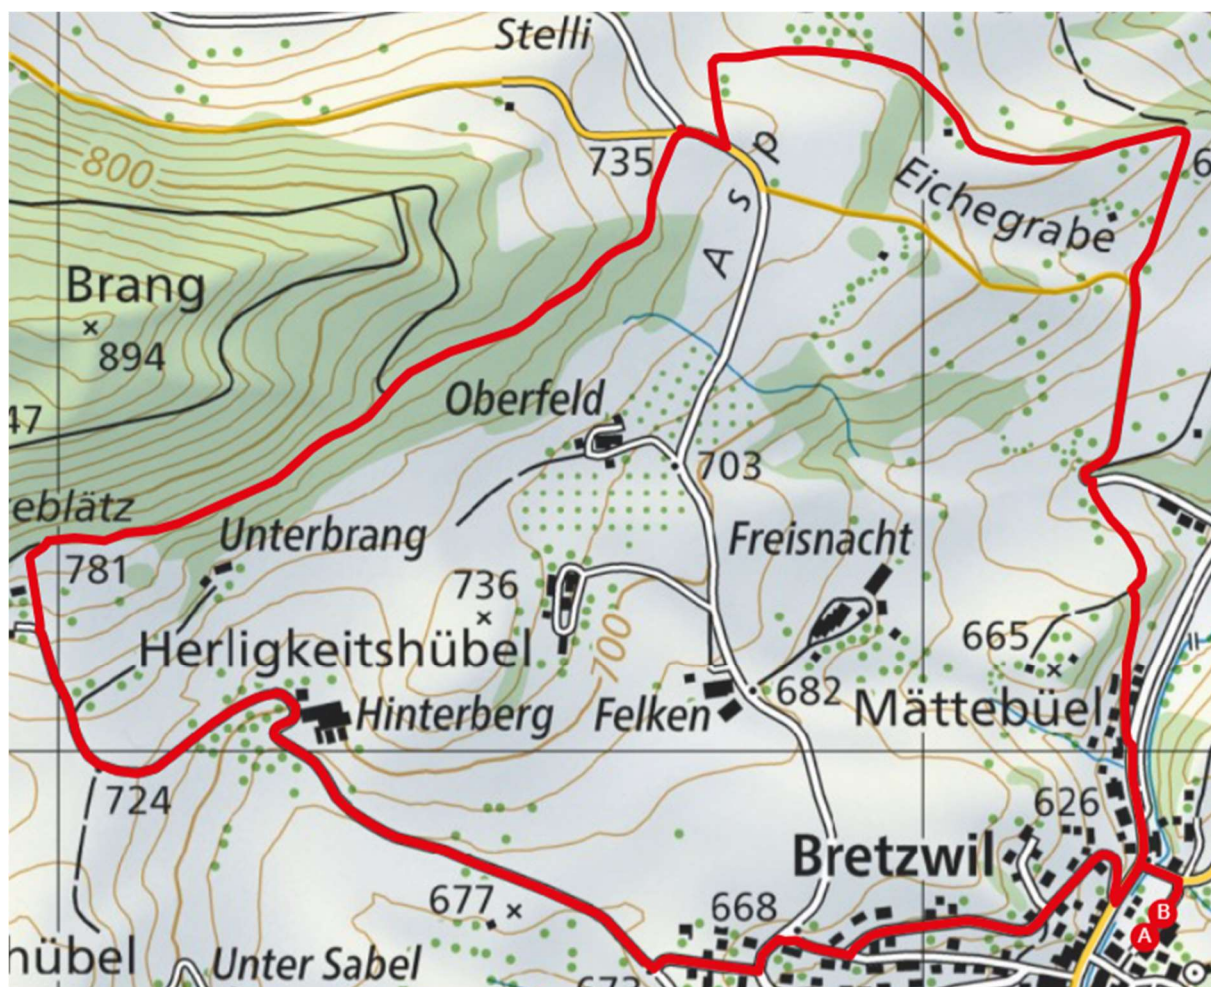 Stelli
735
Asp
6
800
Eichegrabe
Brang
894
Oberfeld
47
703
eblätz
Unterbrang
Freisnacht
781
736
700
665
Herligkeitshübel
682
Hinterberg
Felken
Mättebüel
724
626
Bretzwil
677
668
B
A
hübel
Unter Sabel